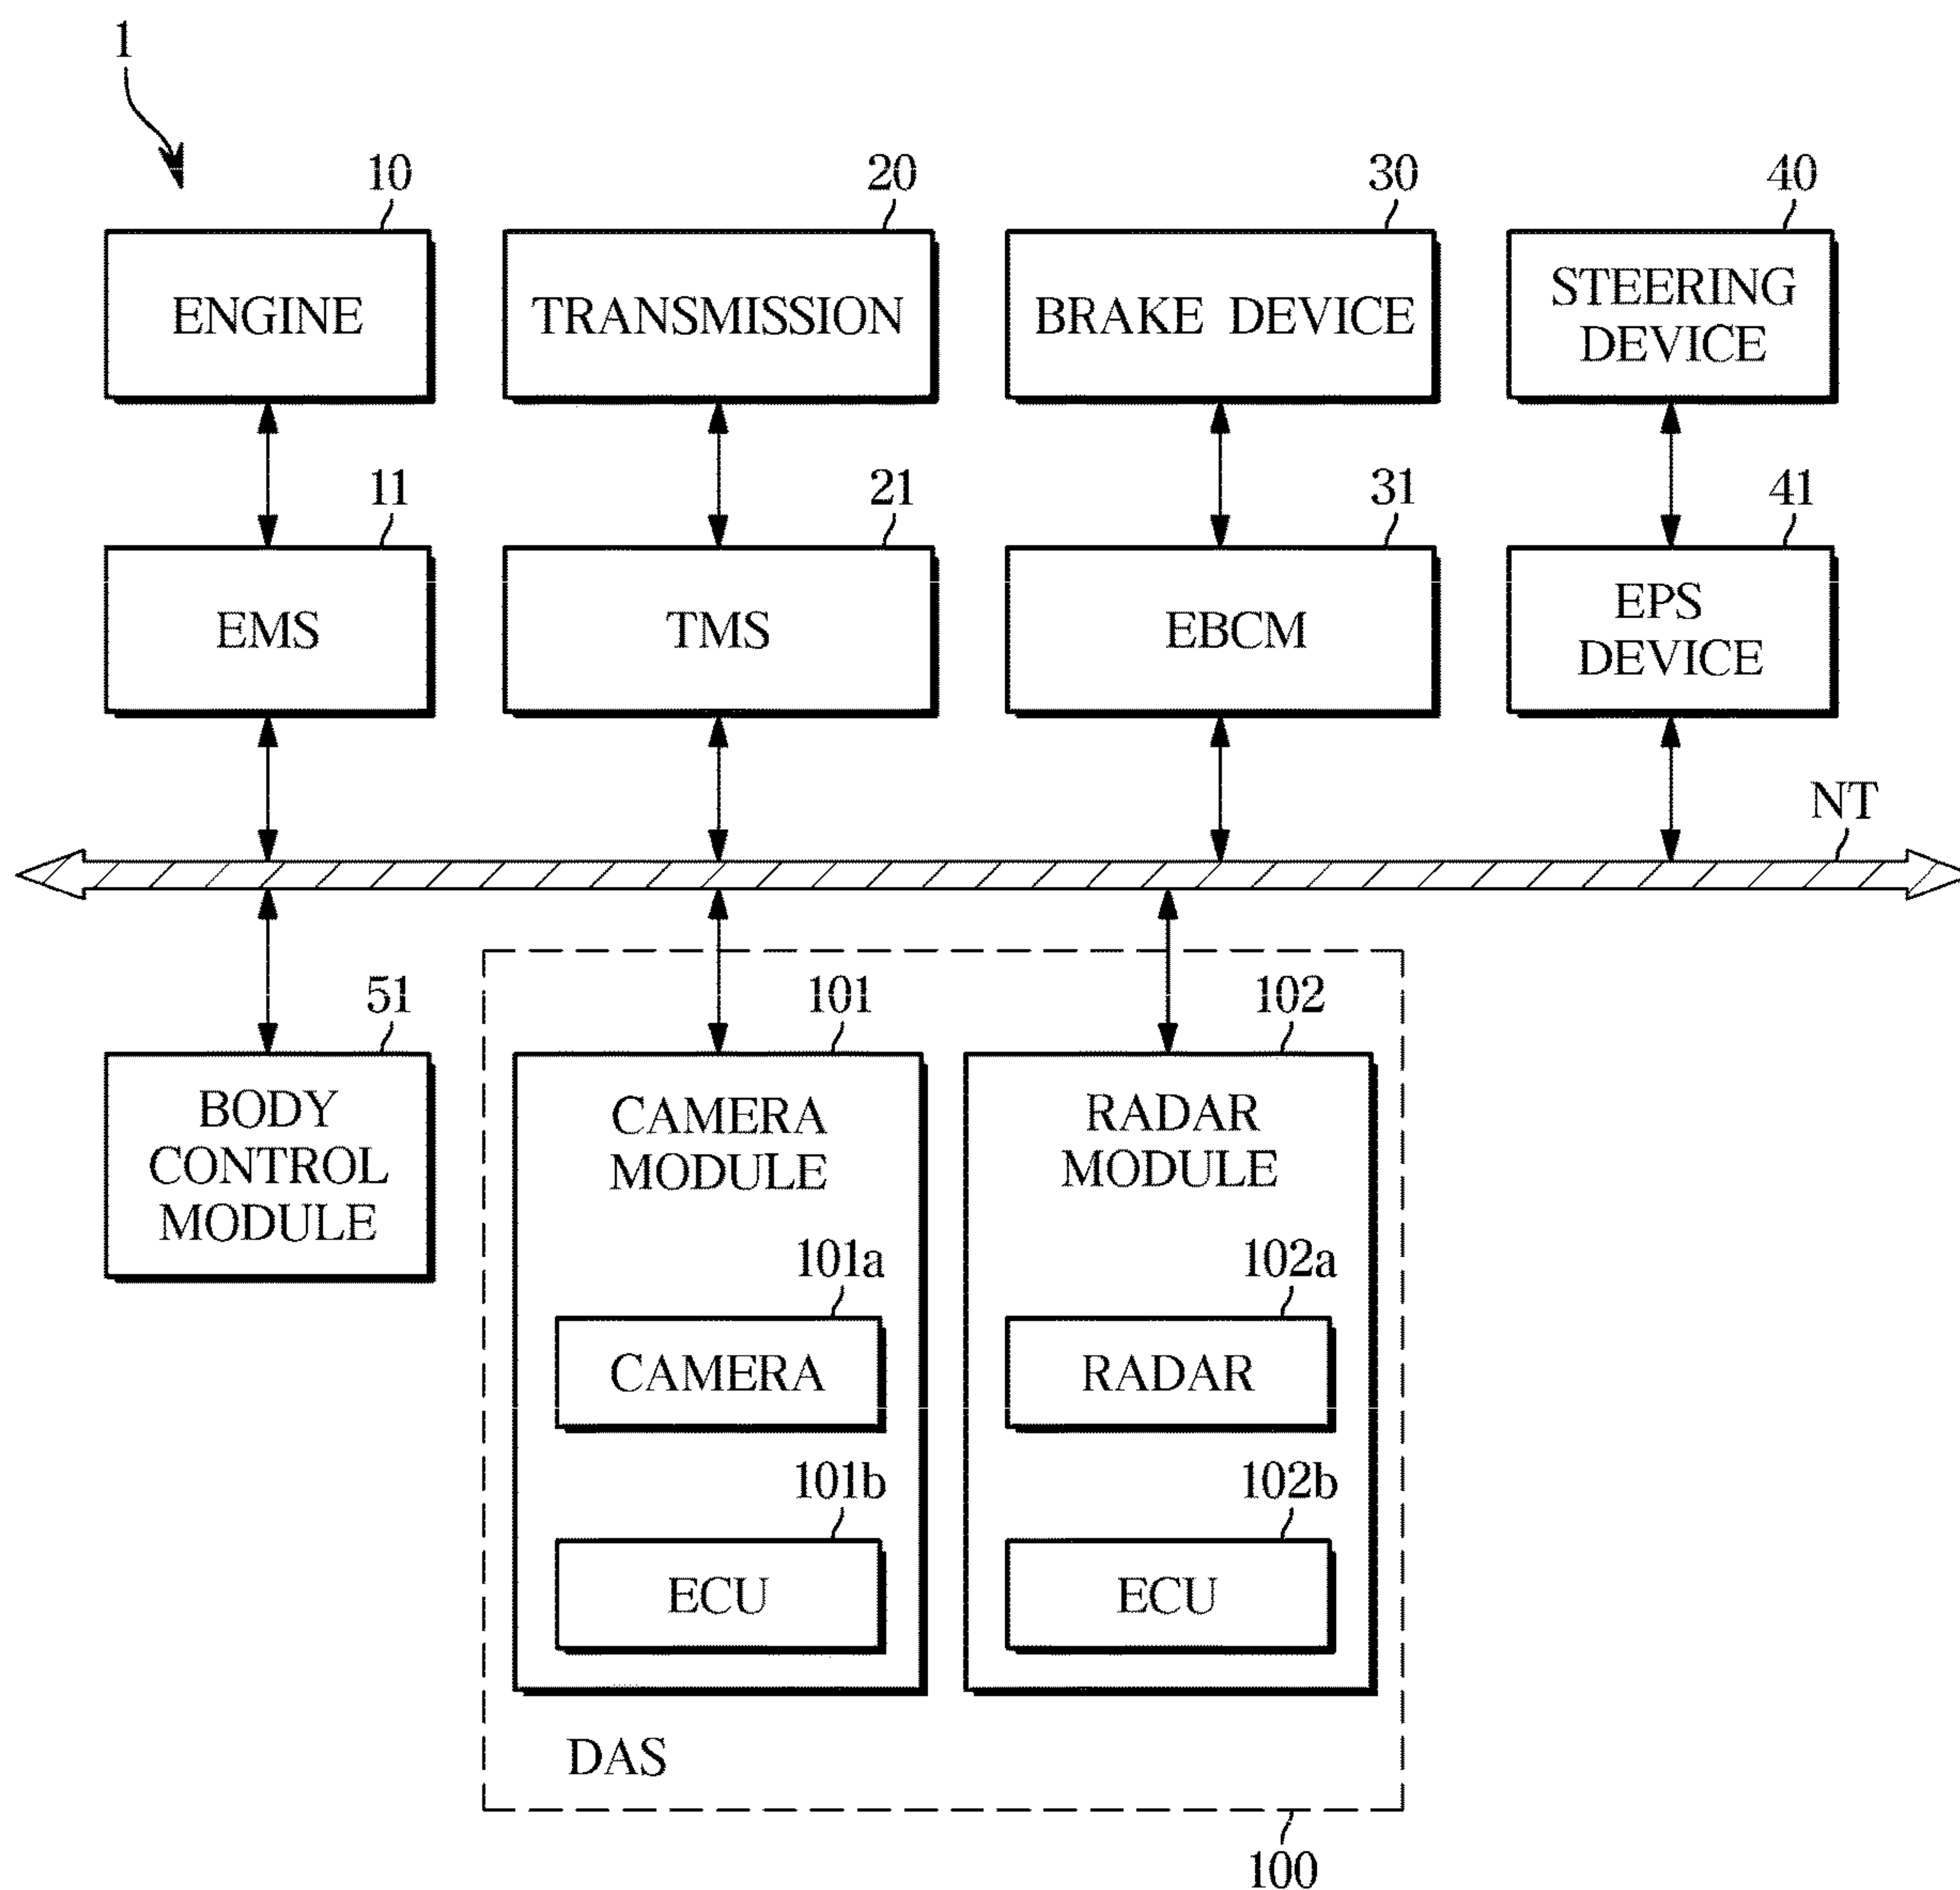 1
10
20
30
40
ENGINE
TRANSMISSION
BRAKE DEVICE
STEERING
DEVICE
11
21
31
41
EMS
TMS
EBCM
EPS
DEVICE
NT
51
101
102
BODY
CONTROL
MODULE
CAMERA
MODULE
RADAR
MODULE
101a
102a
CAMERA
RADAR
101b
102b
ECU
ECU
DAS
100